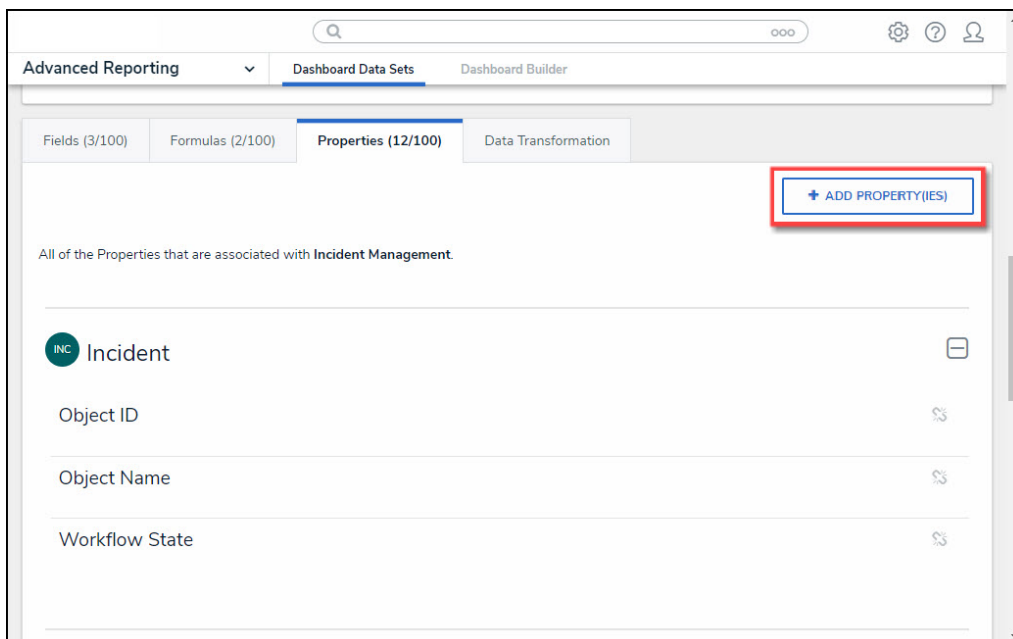 Advanced Reporting
Dashboard Data Sets
Dashboard Builder
Fields (3/100)
Formulas (2/100)
Properties (12/100)
Data Transformation
+ ADD PROPERTY(IES)
All of the Properties that are associated with Incident Management.
INC Incident
Object ID
Object Name
Workflow State